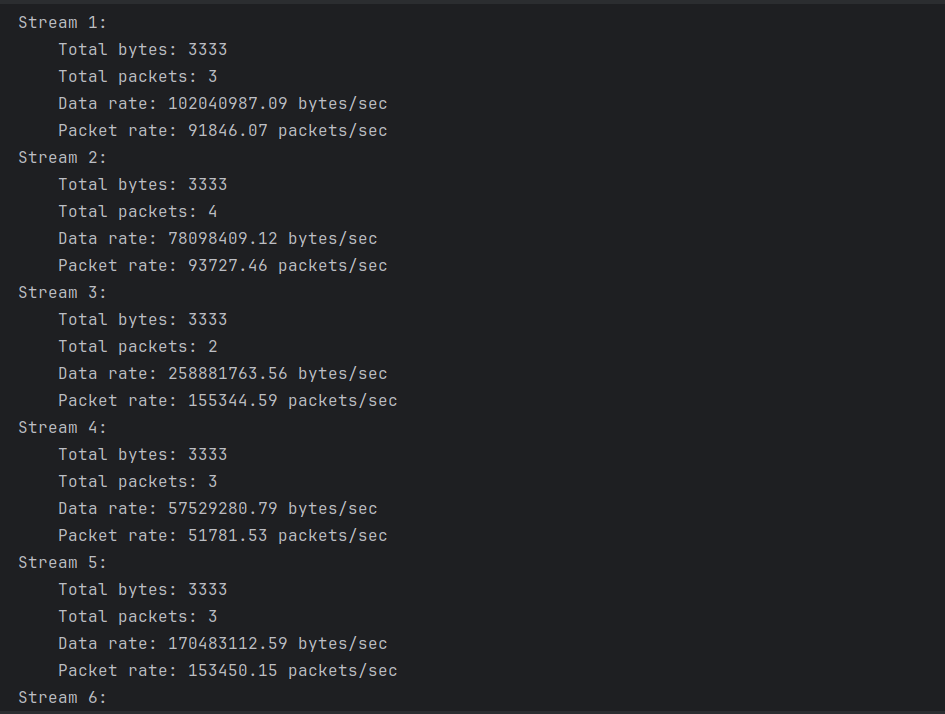 Stream 1:
Total bytes: 3333
Total packets: 3
Data rate: 102040987.09 bytes/sec
Packet rate: 91846.07 packets/sec
Stream 2:
Total bytes: 3333
Total packets: 4
Data rate: 78098409.12 bytes/sec
Packet rate: 93727.46 packets/sec
Stream 3:
Total bytes: 3333
Total packets: 2
Data rate: 258881763.56 bytes/sec
Packet rate: 155344.59 packets/sec
Stream 4:
Total bytes: 3333
Total packets: 3
Data rate: 57529280.79 bytes/sec
Packet rate: 51781.53 packets/sec
Stream 5:
Total bytes: 3333
Total packets: 3
Data rate: 170483112.59 bytes/sec
Packet rate: 153450.15 packets/sec
Stream 6: